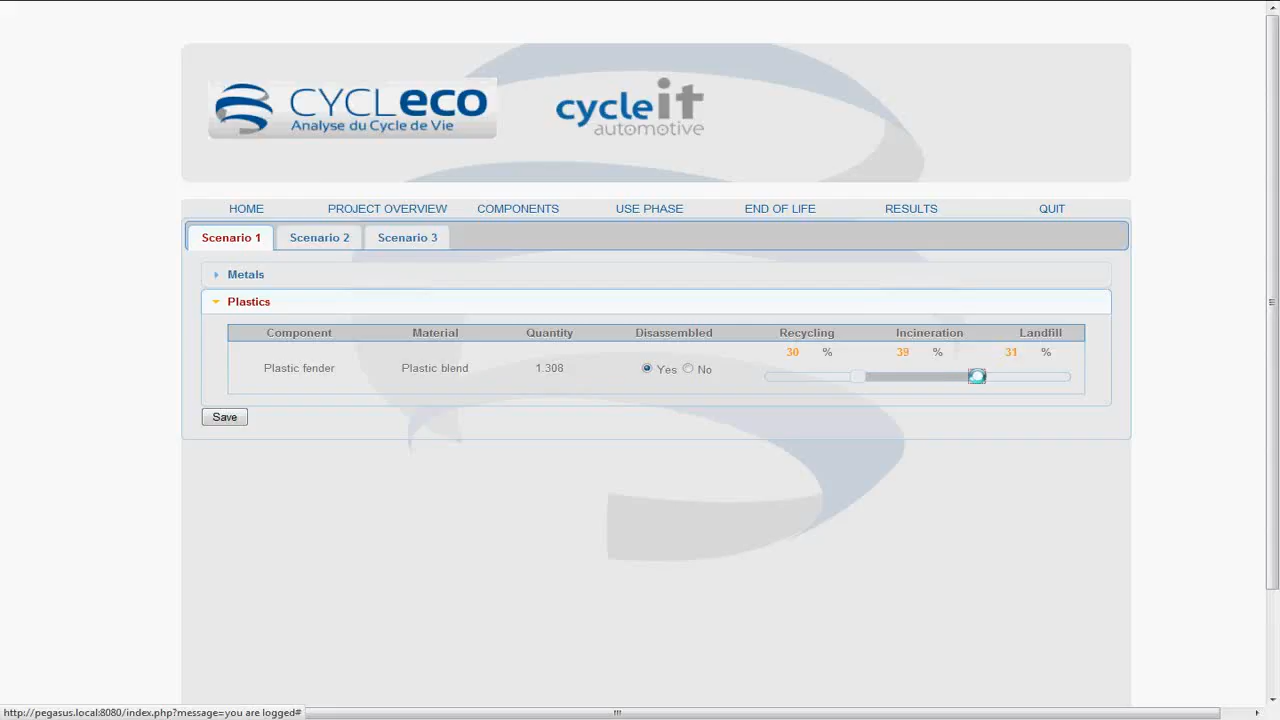 CYCLeco
Analyse du Cycle de Vie
cycleit
automotive
HOME PROJECT OVERVIEW COMPONENTS USE PHASE END OF LIFE RESULTS QUIT
Scenario 1 Scenario 2 Scenario 3
Metals
Plastics
Component Material Quantity Disassembled Recycling Incineration Landfill
30 % 39 % 31 %
Plastic fender Plastic blend 1.308 Yes No
Save
http://pegasus.local:8080/index.php?message=you are logged#